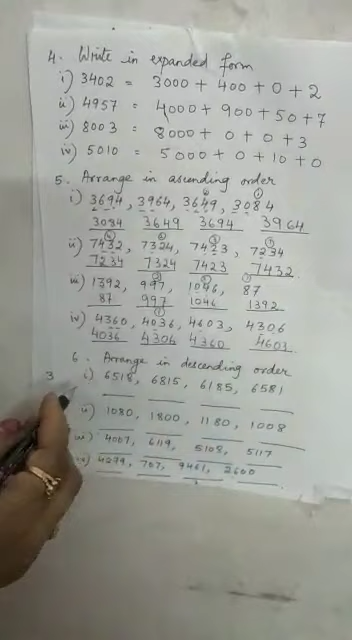 4. Write in expanded form
i) 3402 = 3000 + 400 + 0 + 2
ii) 4957 = 4000 + 900 + 50 + 7
iii) 8003 = 8000 + 0 + 0 + 3
iv) 5010 = 5000 + 0 + 10 + 0
5. Arrange in ascending order
i) 3694, 3964, 3649, 3084
3084 3649 3694 3964
ii) 7432, 7324, 7423, 7234
7234 7324 7423 7432
iii) 1392, 997, 1046, 87
87 997 1046 1392
iv) 4360, 4036, 4603, 4306
4036 4306 4360 4603
6. Arrange in descending order
3
i) 6518, 6815, 6185, 6581
ii) 1080, 1800, 1180, 1008
iii) 4007, 6119, 5108, 5117
iv) 4279, 707, 9461, 2600